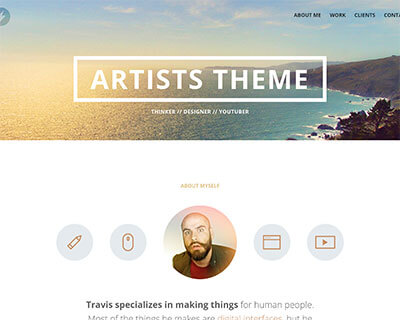 ABOUT ME WORK CLIENTS CONTA
ARTISTS THEME
THINKER // DESIGNER // YOUTUBER
ABOUT MYSELF
Travis specializes in making things for human people.
Most of the things he makes are digital interfaces, but he